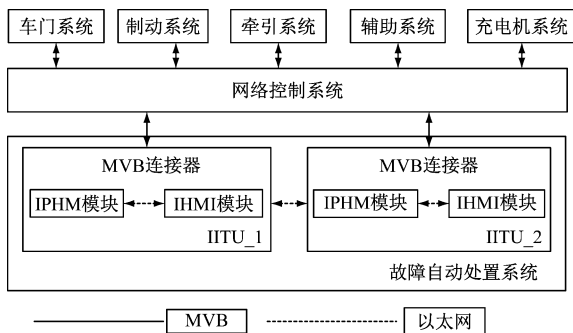 车门系统 制动系统 牵引系统 辅助系统 充电机系统
网络控制系统
MVB连接器 MVB连接器
IPHM模块 IHMI模块 IPHM模块 IHMI模块
IITU_1 IITU_2
故障自动处置系统
MVB 以太网